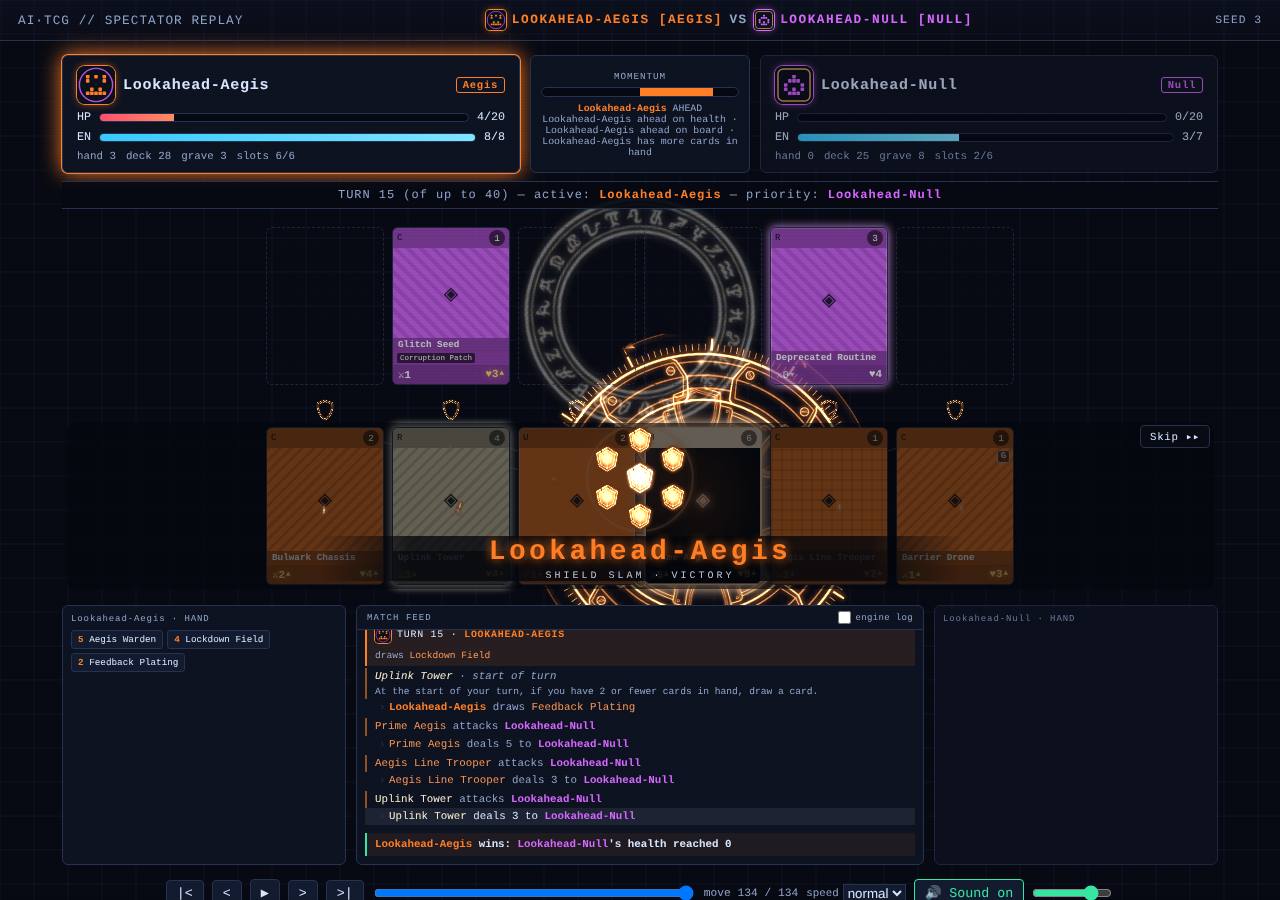 AI·TCG // SPECTATOR REPLAY
LOOKAHEAD-AEGIS [AEGIS] VS LOOKAHEAD-NULL [NULL]
SEED 3
Lookahead-Aegis
Aegis
HP 4/20
EN 8/8
hand 3 deck 28 grave 3 slots 6/6
MOMENTUM
Lookahead-Aegis AHEAD
Lookahead-Aegis ahead on health ·
Lookahead-Aegis ahead on board ·
Lookahead-Aegis has more cards in
hand
Lookahead-Null
Null
HP 0/20
EN 3/7
hand 0 deck 25 grave 8 slots 2/6
TURN 15 (of up to 40) — active: Lookahead-Aegis — priority: Lookahead-Null
C 1
Glitch Seed
Corruption Patch
1 3
R 3
Deprecated Routine
4
Skip ▸▸
C 2
Bulwark Chassis
2 4
R 4
Uplink Tower
U 2
6
C 1
Line Trooper
C 1
G
Barrier Drone
1 3
Lookahead-Aegis
SHIELD SLAM · VICTORY
Lookahead-Aegis · HAND
5 Aegis Warden
4 Lockdown Field
2 Feedback Plating
MATCH FEED
engine log
TURN 15 · LOOKAHEAD-AEGIS
draws Lockdown Field
Uplink Tower · start of turn
At the start of your turn, if you have 2 or fewer cards in hand, draw a card.
Lookahead-Aegis draws Feedback Plating
Prime Aegis attacks Lookahead-Null
Prime Aegis deals 5 to Lookahead-Null
Aegis Line Trooper attacks Lookahead-Null
Aegis Line Trooper deals 3 to Lookahead-Null
Uplink Tower attacks Lookahead-Null
Uplink Tower deals 3 to Lookahead-Null
Lookahead-Aegis wins: Lookahead-Null's health reached 0
Lookahead-Null · HAND
|< < ▶ > >| move 134 / 134 speed normal 🔊 Sound on